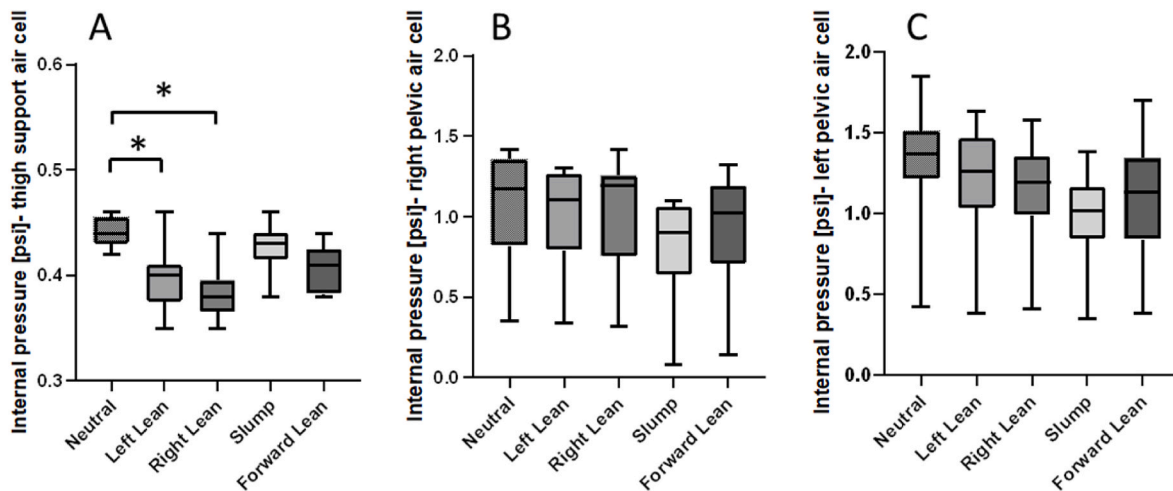 A
Internal pressure [psi]- thigh support air cell
0.6
0.5
0.4
0.3
*
*
Neutral
Left Lean
Right Lean
Slump
Forward Lean
B
Internal pressure [psi]- right pelvic air cell
2.0
1.5
1.0
0.5
0.0
Neutral
Left Lean
Right Lean
Slump
Forward Lean
C
Internal pressure [psi]- left pelvic air cell
2.0
1.5
1.0
0.5
0.0
Neutral
Left Lean
Right Lean
Slump
Forward Lean